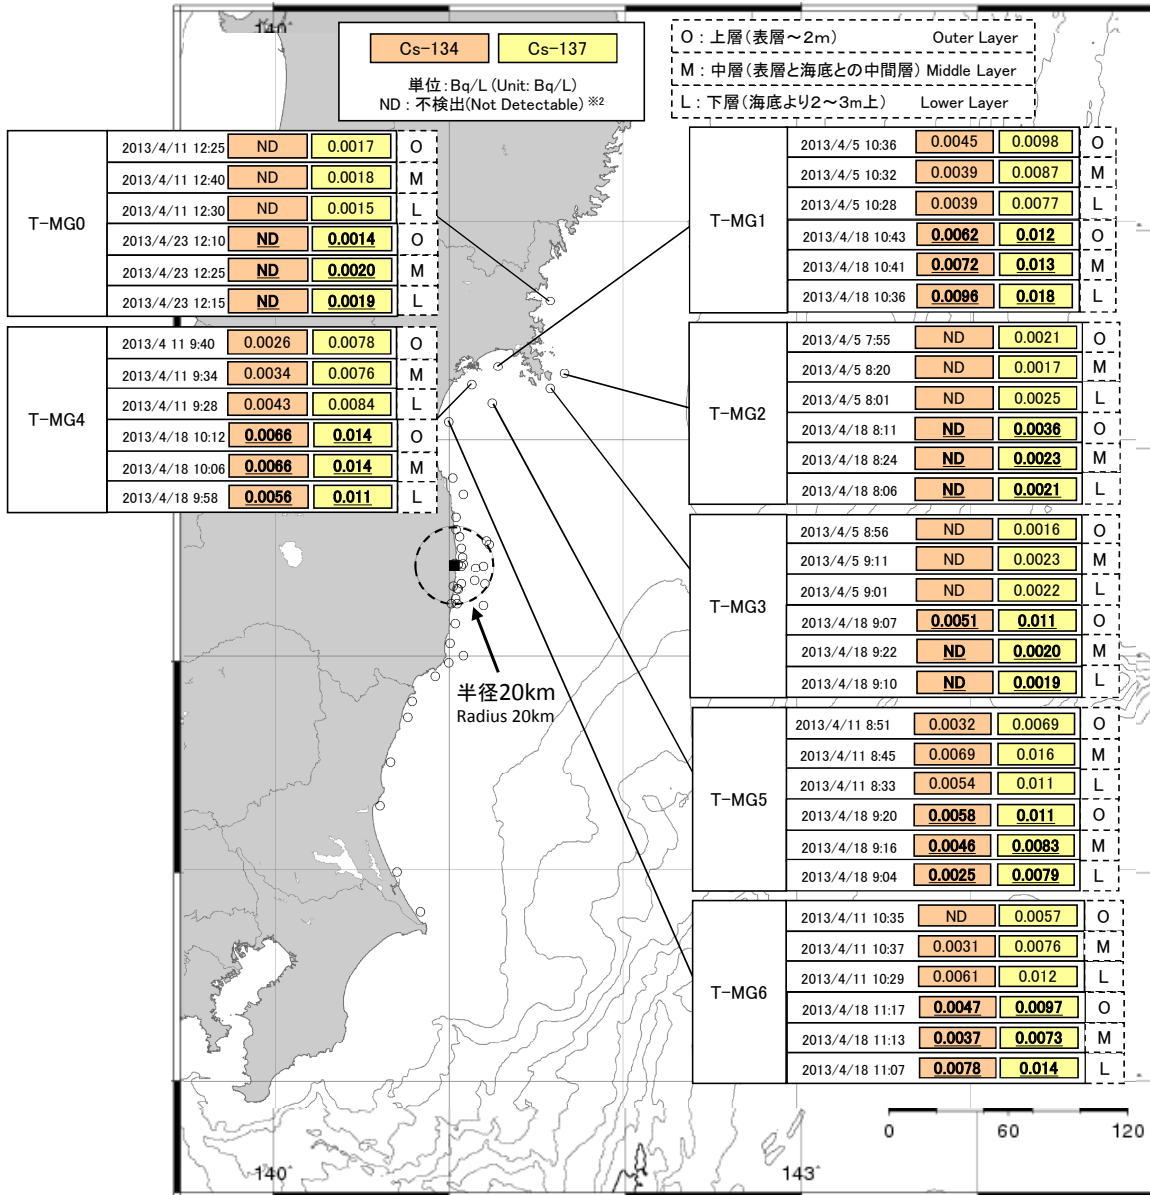 140°
Cs-134 Cs-137
単位:Bq/L (Unit: Bq/L)
ND : 不検出(Not Detectable) ※2
O : 上層(表層～2m) Outer Layer
M : 中層(表層と海底との中間層) Middle Layer
L : 下層(海底より2～3m上) Lower Layer
T-MG0
2013/4/11 12:25 ND 0.0017 O
2013/4/11 12:40 ND 0.0018 M
2013/4/11 12:30 ND 0.0015 L
2013/4/23 12:10 ND 0.0014 O
2013/4/23 12:25 ND 0.0020 M
2013/4/23 12:15 ND 0.0019 L
T-MG4
2013/4 11 9:40 0.0026 0.0078 O
2013/4/11 9:34 0.0034 0.0076 M
2013/4/11 9:28 0.0043 0.0084 L
2013/4/18 10:12 0.0066 0.014 O
2013/4/18 10:06 0.0066 0.014 M
2013/4/18 9:58 0.0056 0.011 L
T-MG1
2013/4/5 10:36 0.0045 0.0098 O
2013/4/5 10:32 0.0039 0.0087 M
2013/4/5 10:28 0.0039 0.0077 L
2013/4/18 10:43 0.0062 0.012 O
2013/4/18 10:41 0.0072 0.013 M
2013/4/18 10:36 0.0096 0.018 L
T-MG2
2013/4/5 7:55 ND 0.0021 O
2013/4/5 8:20 ND 0.0017 M
2013/4/5 8:01 ND 0.0025 L
2013/4/18 8:11 ND 0.0036 O
2013/4/18 8:24 ND 0.0023 M
2013/4/18 8:06 ND 0.0021 L
T-MG3
2013/4/5 8:56 ND 0.0016 O
2013/4/5 9:11 ND 0.0023 M
2013/4/5 9:01 ND 0.0022 L
2013/4/18 9:07 0.0051 0.011 O
2013/4/18 9:22 ND 0.0020 M
2013/4/18 9:10 ND 0.0019 L
T-MG5
2013/4/11 8:51 0.0032 0.0069 O
2013/4/11 8:45 0.0069 0.016 M
2013/4/11 8:33 0.0054 0.011 L
2013/4/18 9:20 0.0058 0.011 O
2013/4/18 9:16 0.0046 0.0083 M
2013/4/18 9:04 0.0025 0.0079 L
T-MG6
2013/4/11 10:35 ND 0.0057 O
2013/4/11 10:37 0.0031 0.0076 M
2013/4/11 10:29 0.0061 0.012 L
2013/4/18 11:17 0.0047 0.0097 O
2013/4/18 11:13 0.0037 0.0073 M
2013/4/18 11:07 0.0078 0.014 L
半径20km
Radius 20km
0 60 120
140° 143°